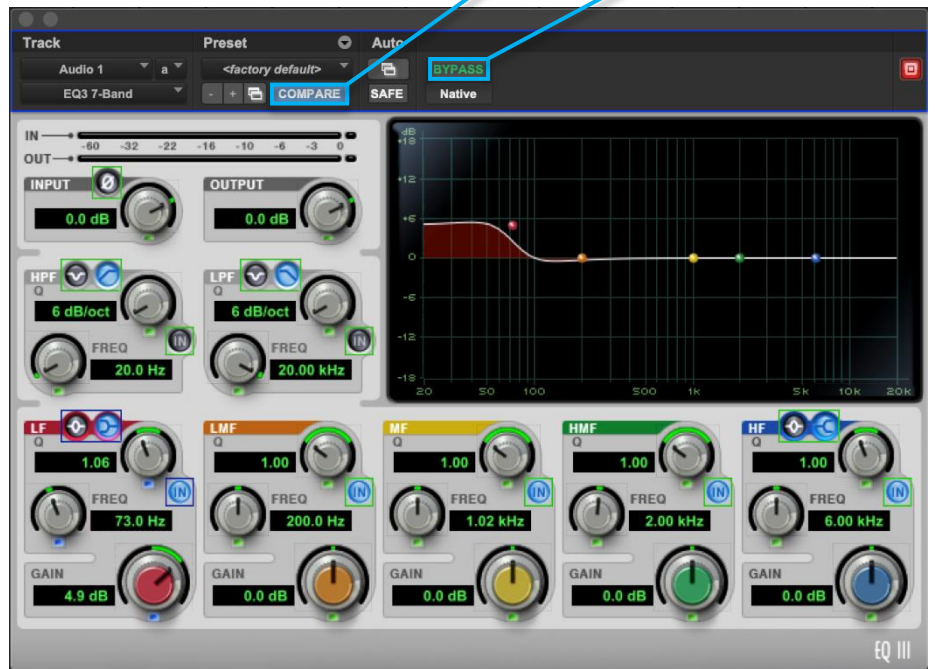 Track Preset Auto
Audio 1 a <factory default> BYPASS
EQ3 7-Band - + COMPARE SAFE Native
IN
-60 -32 -22 -16 -10 -6 -3 0
OUT
INPUT Ø OUTPUT
0.0 dB 0.0 dB
HPF LPF
Q Q
6 dB/oct 6 dB/oct
IN IN
FREQ FREQ
20.0 Hz 20.00 kHz
dB
+18
+12
+6
0
-6
-12
-18
20 50 100 500 1k 5k 10k 20k
LF LMF MF HMF HF
Q Q Q Q Q
1.06 1.00 1.00 1.00 1.00
IN IN IN IN IN
FREQ FREQ FREQ FREQ FREQ
73.0 Hz 200.0 Hz 1.02 kHz 2.00 kHz 6.00 kHz
GAIN GAIN GAIN GAIN GAIN
4.9 dB 0.0 dB 0.0 dB 0.0 dB 0.0 dB
EQ III